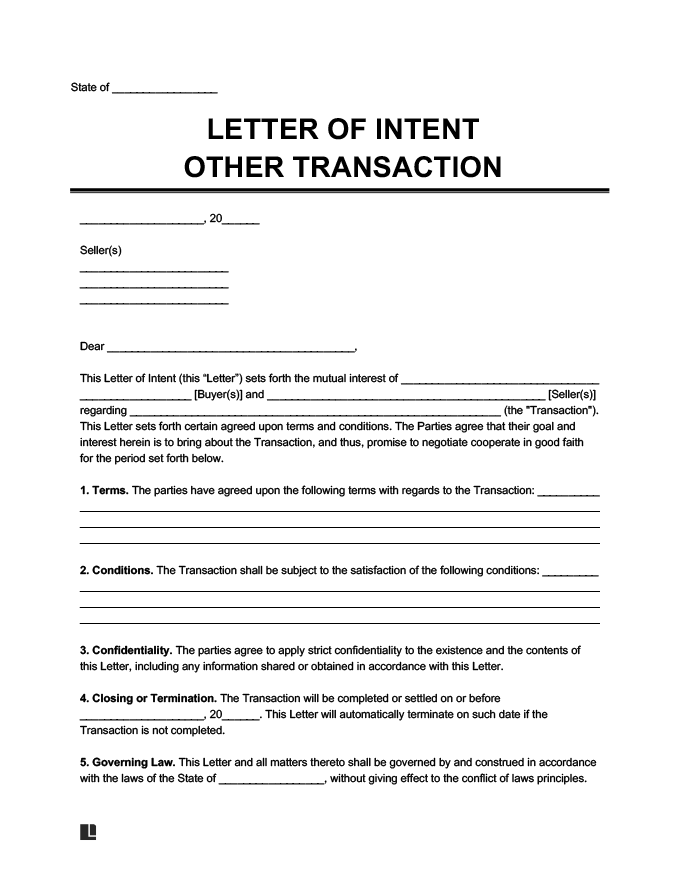 State of _________________
LETTER OF INTENT
OTHER TRANSACTION
____________________, 20______
Seller(s)
________________________
________________________
________________________
Dear ________________________________________,
This Letter of Intent (this “Letter”) sets forth the mutual interest of ________________________________
__________________ [Buyer(s)] and _____________________________________________ [Seller(s)]
regarding ____________________________________________________________ (the "Transaction").
This Letter sets forth certain agreed upon terms and conditions. The Parties agree that their goal and
interest herein is to bring about the Transaction, and thus, promise to negotiate cooperate in good faith
for the period set forth below.
1. Terms. The parties have agreed upon the following terms with regards to the Transaction: __________
2. Conditions. The Transaction shall be subject to the satisfaction of the following conditions: _________
3. Confidentiality. The parties agree to apply strict confidentiality to the existence and the contents of
this Letter, including any information shared or obtained in accordance with this Letter.
4. Closing or Termination. The Transaction will be completed or settled on or before
____________________, 20______. This Letter will automatically terminate on such date if the
Transaction is not completed.
5. Governing Law. This Letter and all matters thereto shall be governed by and construed in accordance
with the laws of the State of _________________, without giving effect to the conflict of laws principles.